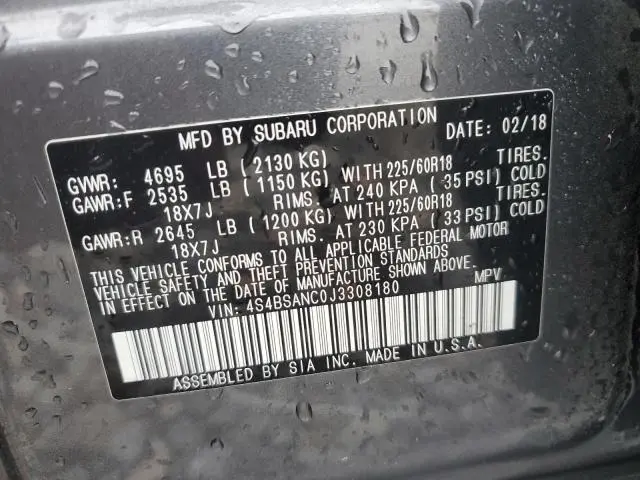 MFD BY SUBARU CORPORATION DATE: 02/18
GVWR: 4695 LB (2130 KG)
GAWR:F 2535 LB (1150 KG) WITH 225/60R18 TIRES.
18X7J RIMS. AT 240 KPA (35 PSI) COLD
GAWR:R 2645 LB (1200 KG) WITH 225/60R18 TIRES.
18X7J RIMS. AT 230 KPA (33 PSI) COLD
THIS VEHICLE CONFORMS TO ALL APPLICABLE FEDERAL MOTOR
VEHICLE SAFETY AND THEFT PREVENTION STANDARDS
IN EFFECT ON THE DATE OF MANUFACTURE SHOWN ABOVE.
VIN: 4S4BSANC0J3308180 MPV
ASSEMBLED BY SIA INC. MADE IN U.S.A.